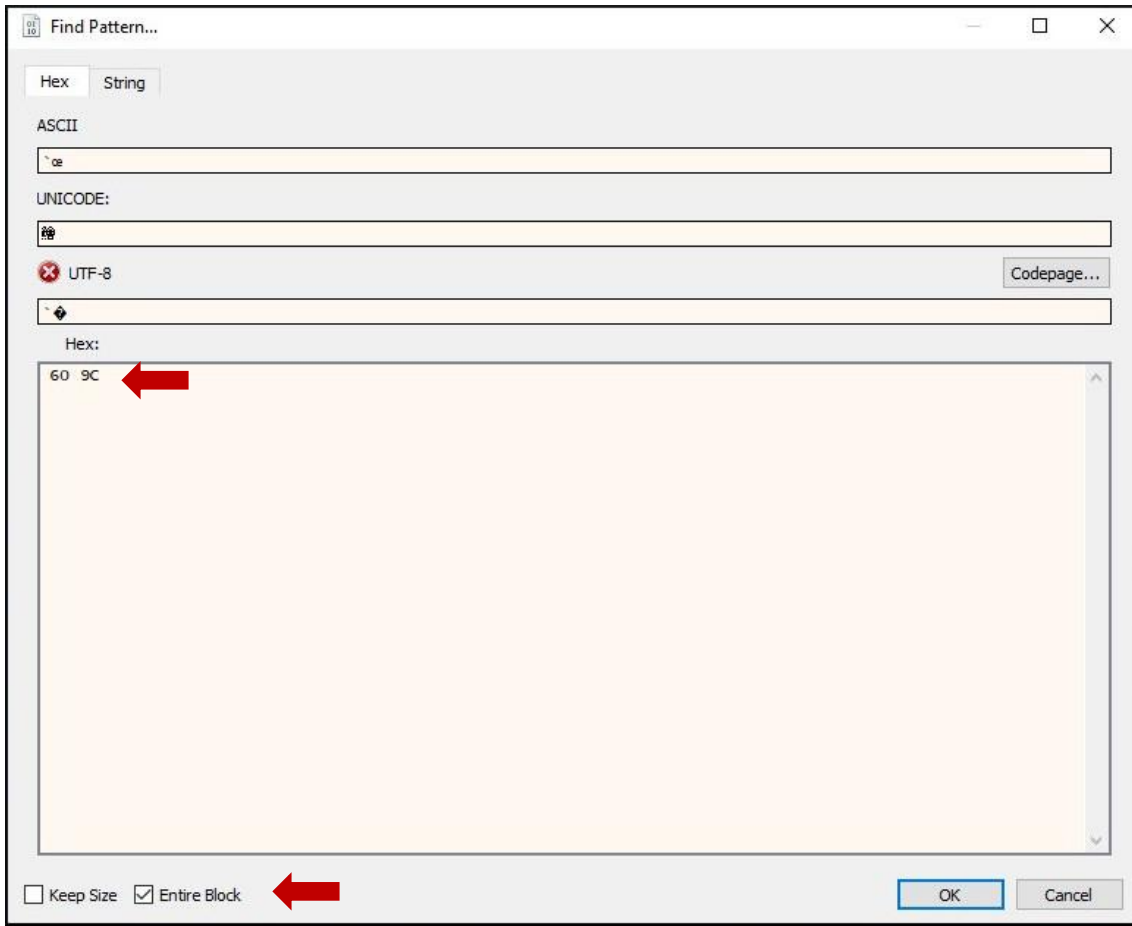 Find Pattern...
Hex String
ASCII
`œ
UNICODE:
UTF-8 Codepage...
`�
Hex:
60 9C
Keep Size Entire Block OK Cancel